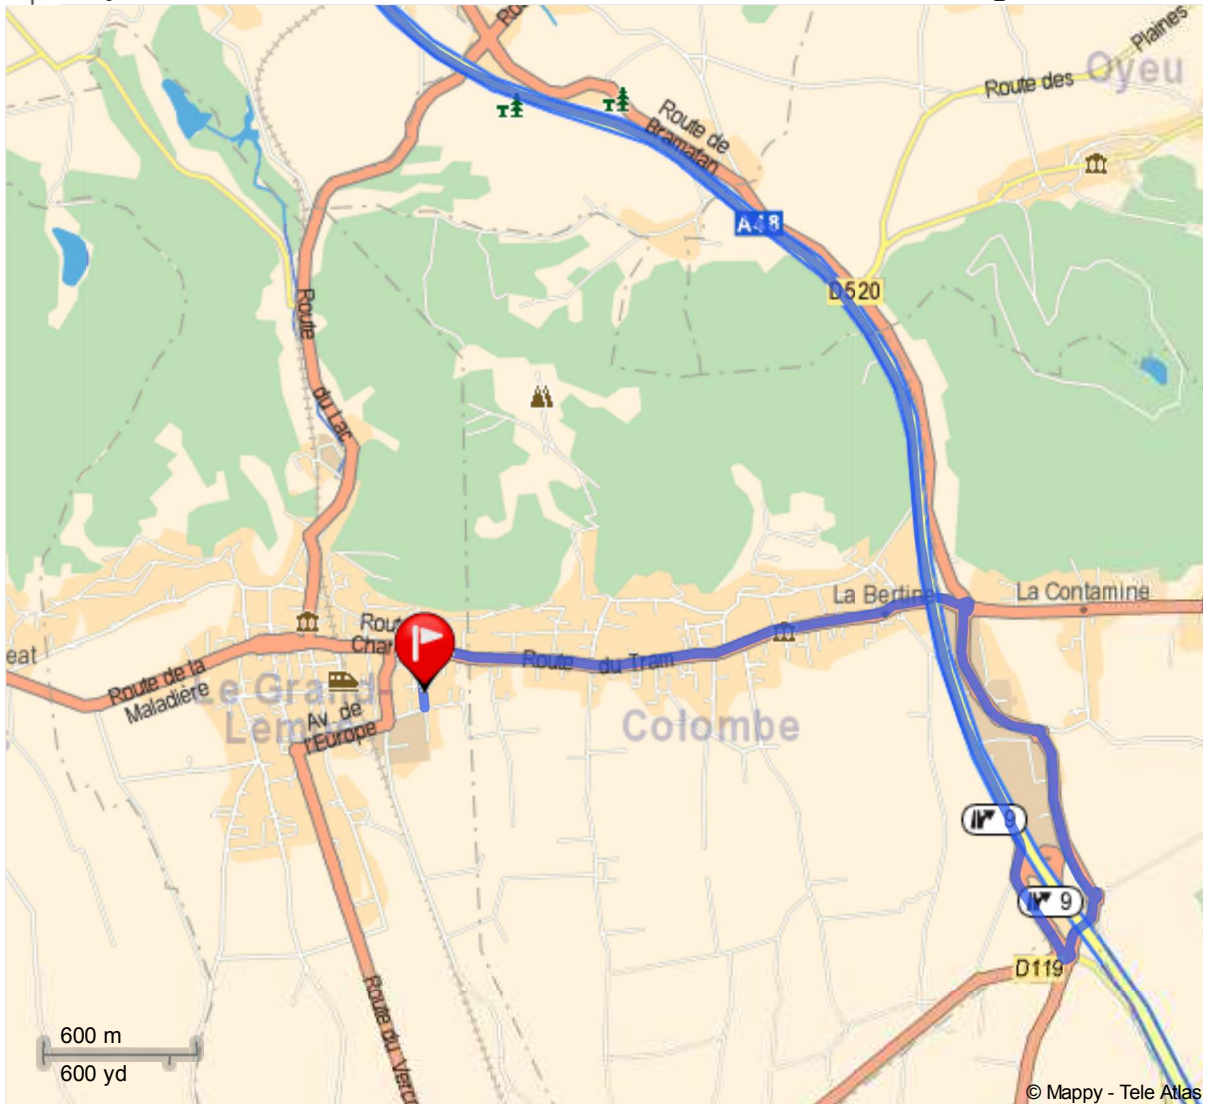 Plaines
Oyeu
Route des
Route de
Bramafan
A48
D520
Route
du Lac
La Bertine
La Contamine
Route du Tram
Route de la
Maladière
Le Grand-
Av. de
l'Europe
Colombe
9
9
D119
Route du
600 m
600 yd
© Mappy - Tele Atlas